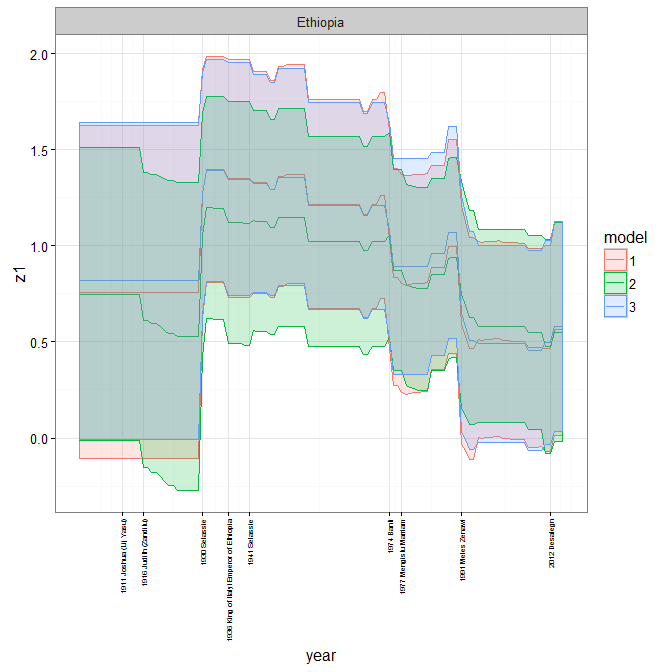 Ethiopia
2.0
1.5
1.0
0.5
0.0
z1
1911 Joshua (Lij Yasu)
1916 Judith (Zanditu)
1930 Selassie
1936 King of Italy/ Emperor of Ethiopia
1941 Selassie
1974 Banti
1977 Mengistu Mariam
1991 Meles Zenawi
2012 Desalegn
year
model
1
2
3